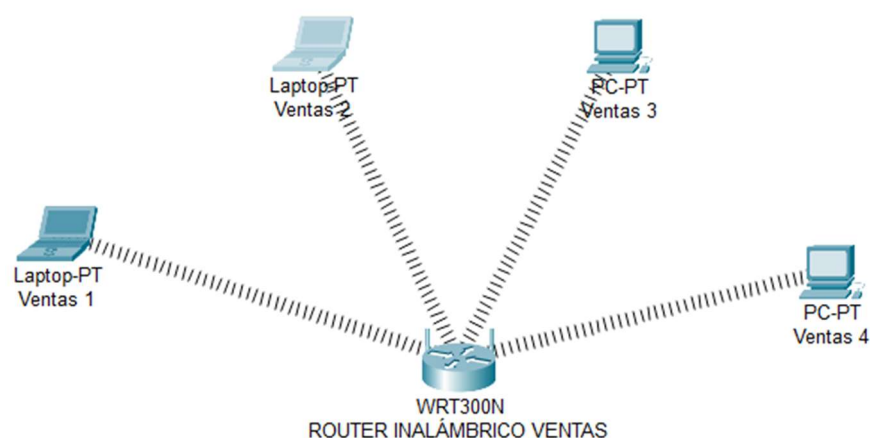 Laptop-PT
Ventas 2
PC-PT
Ventas 3
Laptop-PT
Ventas 1
PC-PT
Ventas 4
WRT300N
ROUTER INALÁMBRICO VENTAS